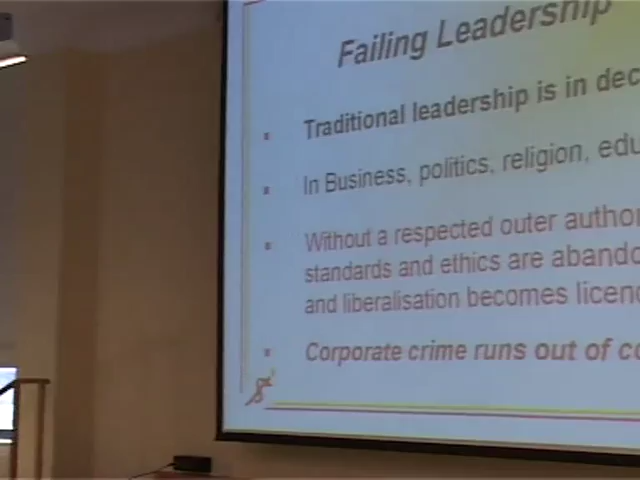 Failing Leadership
Traditional leadership is in dec
In Business, politics, religion, edu
Without a respected outer author
standards and ethics are abando
and liberalisation becomes licenc
Corporate crime runs out of co